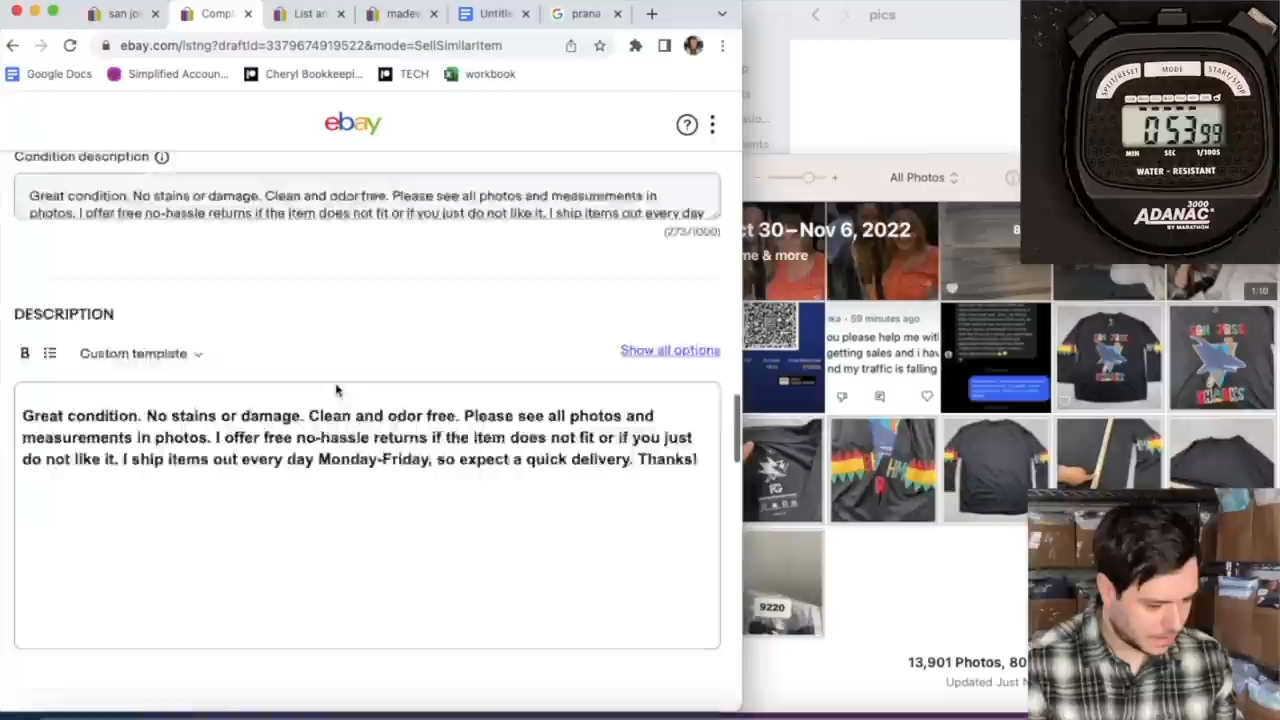 san jo
Compl
List an
madev
Untitle
prana
ebay.com/lstng?draftId=3379674919522&mode=SellSimilarItem
Google Docs
Simplified Accoun...
Cheryl Bookkeepi...
TECH
workbook
ebay
Condition description
Great condition. No stains or damage. Clean and odor free. Please see all photos and measurements in
photos. I offer free no-hassle returns if the item does not fit or if you just do not like it. I ship items out every day
(273/1000)
DESCRIPTION
B
Custom template
Show all options
Great condition. No stains or damage. Clean and odor free. Please see all photos and
measurements in photos. I offer free no-hassle returns if the item does not fit or if you just
do not like it. I ship items out every day Monday-Friday, so expect a quick delivery. Thanks!
pics
All Photos
ct 30–Nov 6, 2022
me & more
8
1:10
59 minutes ago
ou please help me with
getting sales and i hav
nd my traffic is falling
SAN JOSE
SHARKS
9220
13,901 Photos, 80
Updated Just N
SPLIT/RESET
MODE
START/STOP
0 53 99
MIN
SEC
1/100S
WATER - RESISTANT
3000
ADANAC
BY MARATHON